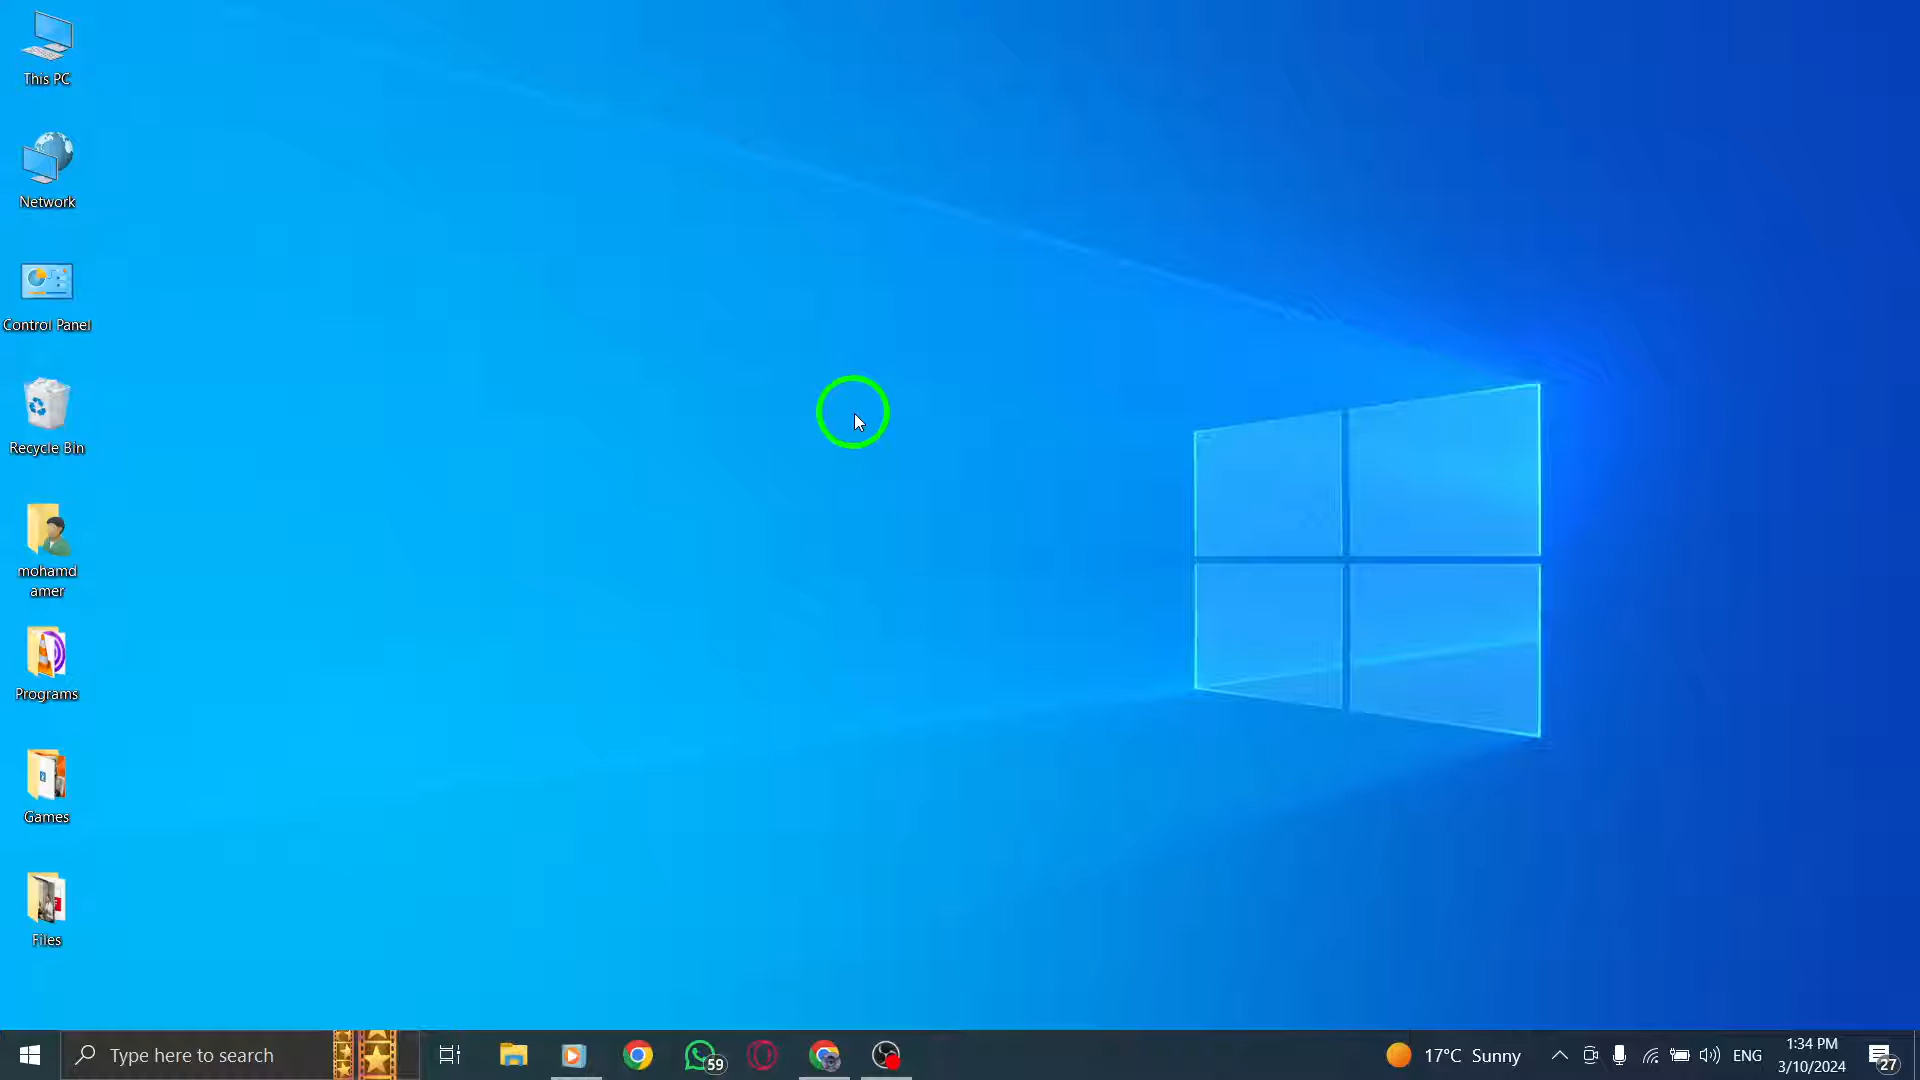 This PC
Network
Control Panel
Recycle Bin
mohamd
amer
Programs
Games
Files
Type here to search
59
17°C Sunny
ENG
1:34 PM
3/10/2024
27